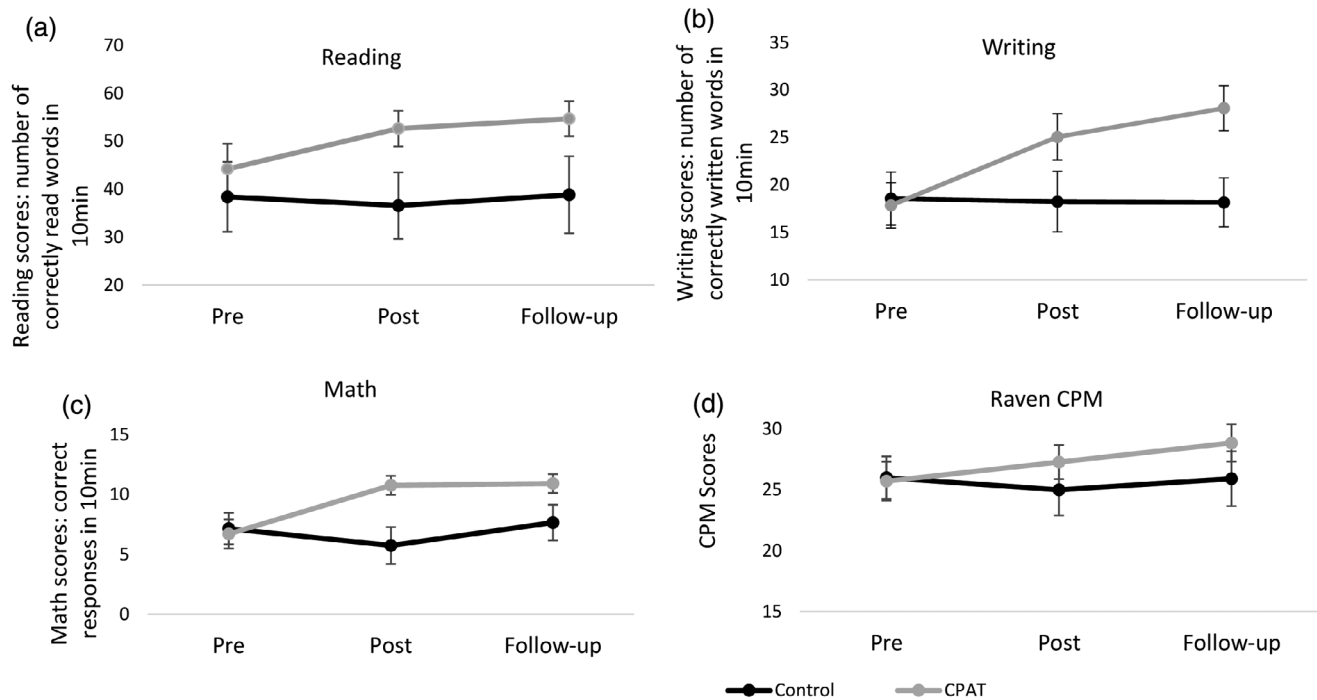 (a)
Reading
Reading scores: number of
correctly read words in
10min
70
60
50
40
30
20
Pre Post Follow-up
(b)
Writing
Writing scores: number of
correctly written words in
10min
35
30
25
20
15
10
Pre Post Follow-up
(c)
Math
Math scores: correct
responses in 10min
15
10
5
0
Pre Post Follow-up
(d)
Raven CPM
CPM Scores
30
25
20
15
Pre Post Follow-up
Control CPAT